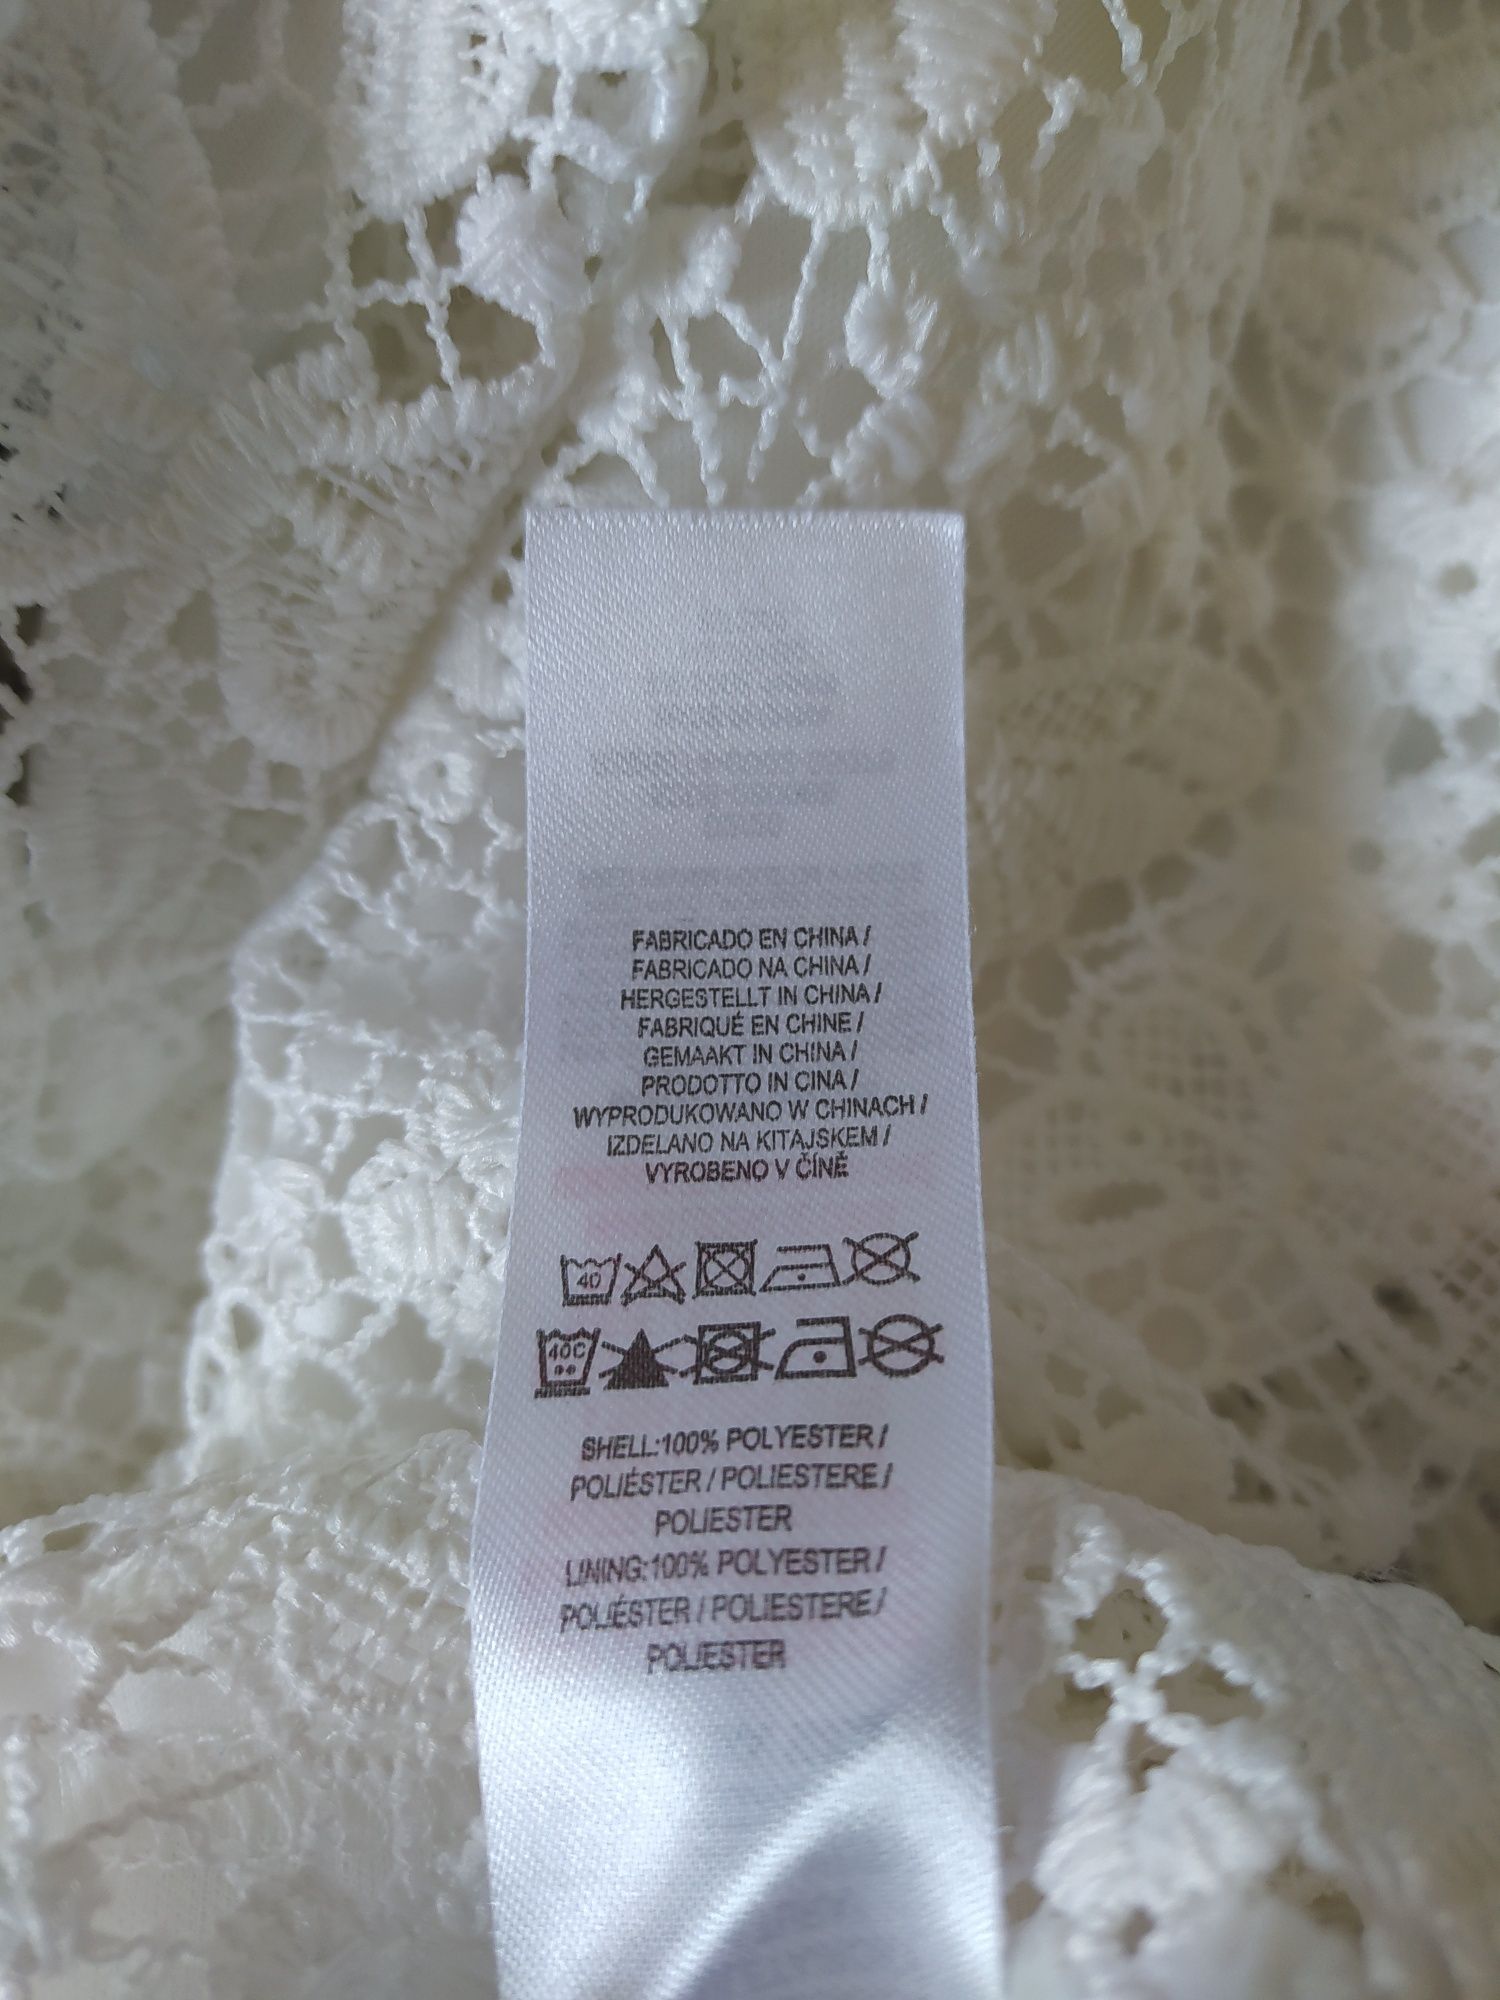 FABRICADO EN CHINA /
FABRICADO NA CHINA /
HERGESTELLT IN CHINA /
FABRIQUÉ EN CHINE /
GEMAAKT IN CHINA /
PRODOTTO IN CINA /
WYPRODUKOWANO W CHINACH /
IZDELANO NA KITAJSKEM /
VYROBENO V ČÍNĚ
40
40C
SHELL:100% POLYESTER /
POLIÉSTER / POLIESTERE /
POLIESTER
LINING:100% POLYESTER /
POLIÉSTER / POLIESTERE /
POLIESTER